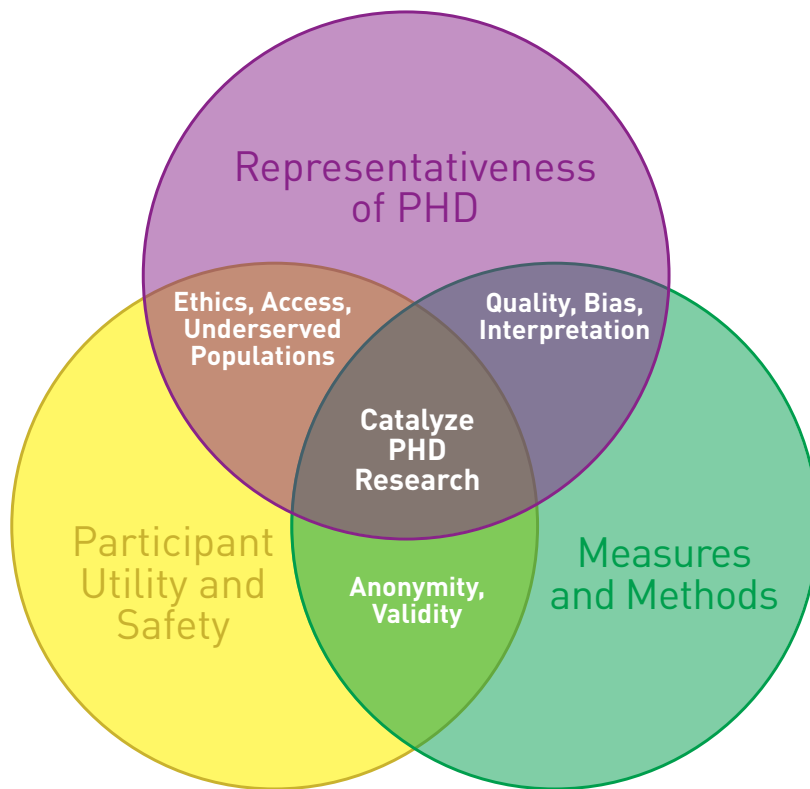 Representativeness
of PHD
Ethics, Access,
Underserved
Populations
Quality, Bias,
Interpretation
Catalyze
PHD
Research
Participant
Utility and
Safety
Measures
and Methods
Anonymity,
Validity